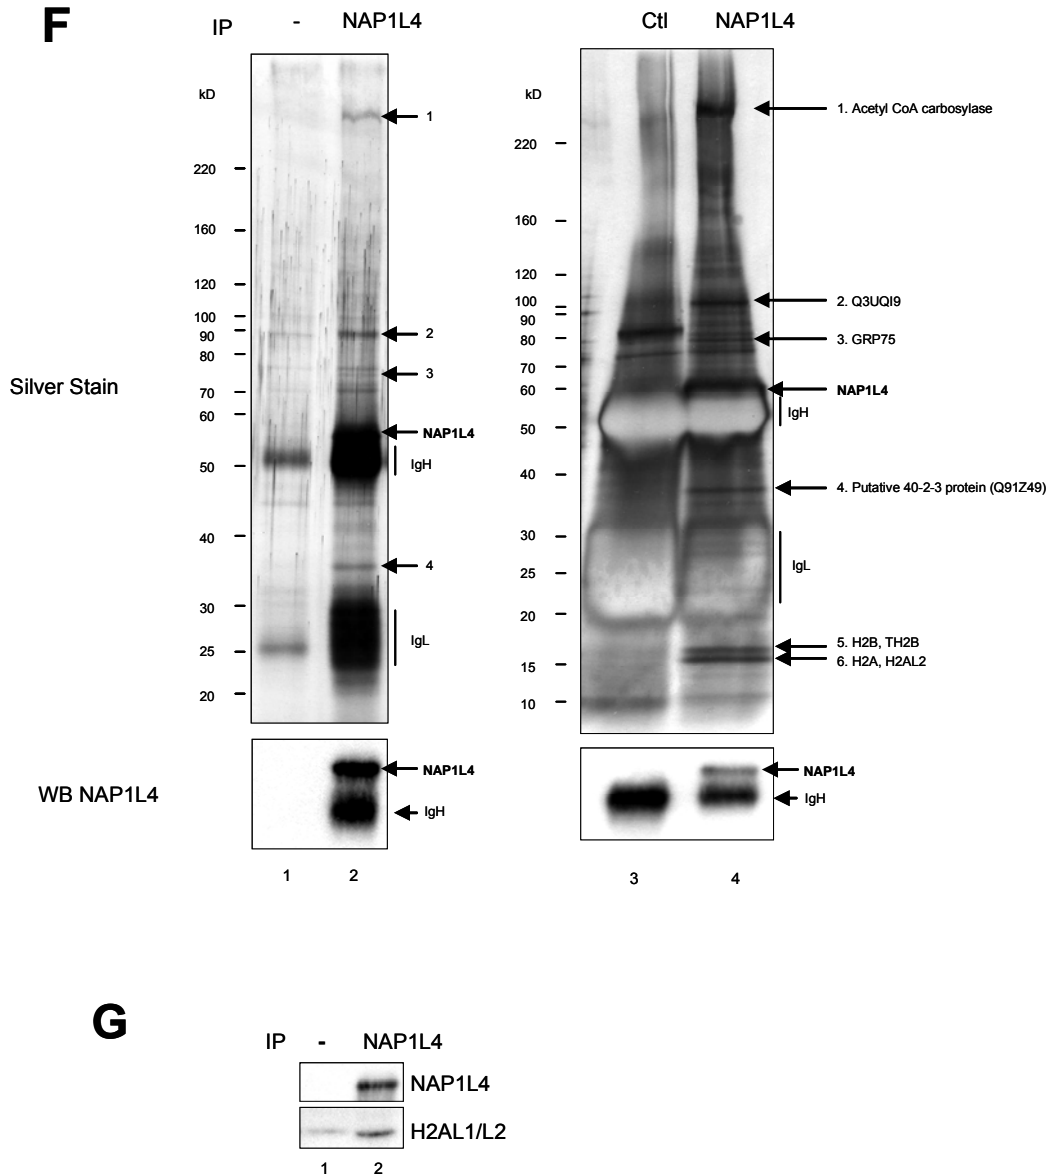 F
IP - NAP1L4
Ctl NAP1L4
kD
220
160
120
100
90
80
70
60
50
40
30
25
20
1
2
3
NAP1L4
IgH
4
IgL
Silver Stain
kD
220
160
120
100
90
80
70
60
50
40
30
25
20
15
10
1. Acetyl CoA carbosylase
2. Q3UQI9
3. GRP75
NAP1L4
IgH
4. Putative 40-2-3 protein (Q91Z49)
IgL
5. H2B, TH2B
6. H2A, H2AL2
WB NAP1L4
NAP1L4
IgH
NAP1L4
IgH
1 2
3 4
G
IP - NAP1L4
NAP1L4
H2AL1/L2
1 2